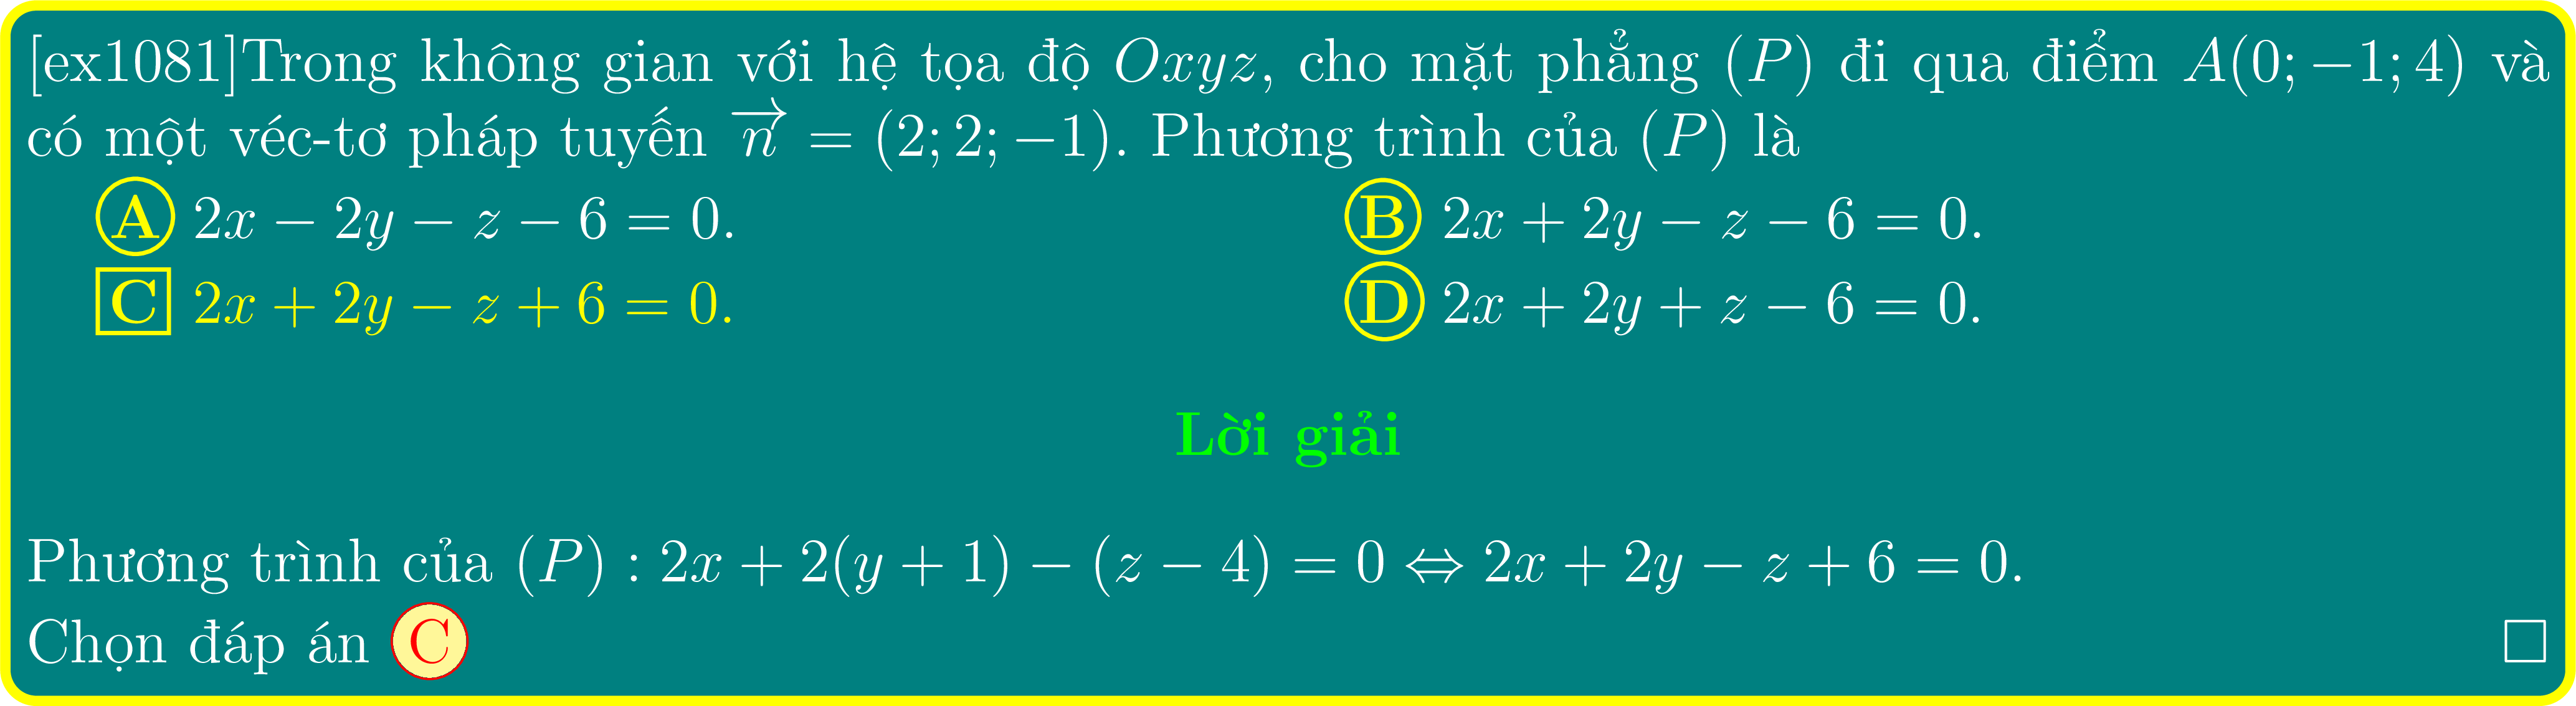 [ex1081]Trong không gian với hệ tọa độ Oxyz, cho mặt phẳng (P) đi qua điểm A(0; −1; 4) và
có một véc-tơ pháp tuyến $\overrightarrow{n}$ = (2; 2; −1). Phương trình của (P) là
A 2x − 2y − z − 6 = 0.
B 2x + 2y − z − 6 = 0.
C 2x + 2y − z + 6 = 0.
D 2x + 2y + z − 6 = 0.
Lời giải
Phương trình của (P) : 2x + 2(y + 1) − (z − 4) = 0 ⇔ 2x + 2y − z + 6 = 0.
Chọn đáp án C □